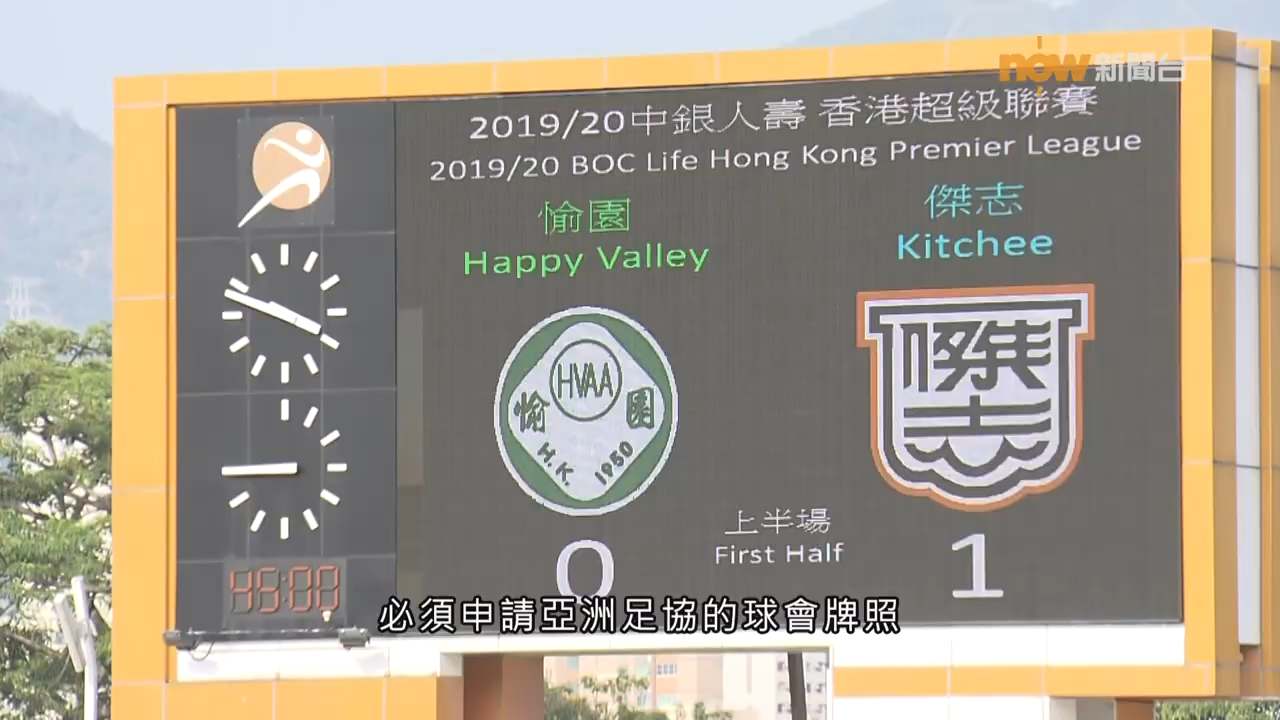 now 新聞台
2019/20中銀人壽 香港超級聯賽
2019/20 BOC Life Hong Kong Premier League
愉園
Happy Valley
傑志
Kitchee
HVAA
愉 園
H.K. 1950
傑志
上半場
First Half
0
1
45:00
必須申請亞洲足協的球會牌照